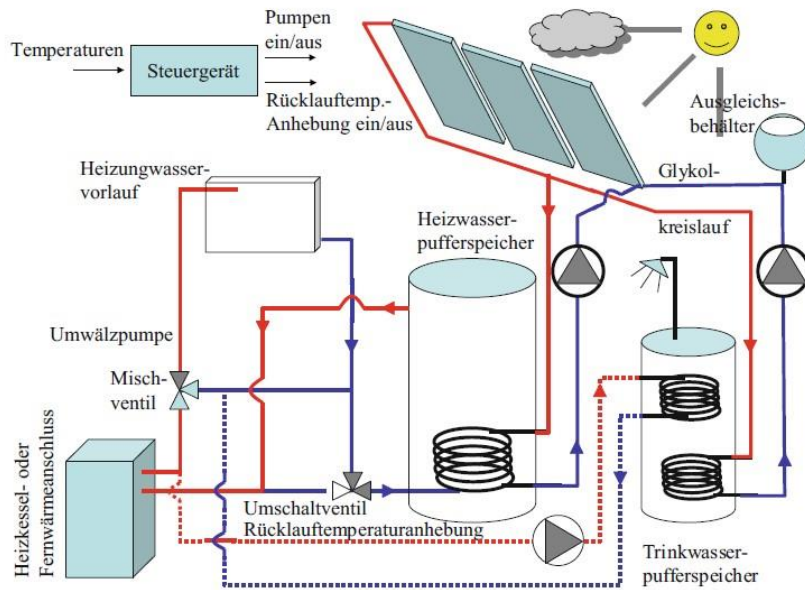 Temperaturen
Steuergerät
Pumpen
ein/aus
Rücklauftemp.-
Anhebung ein/aus
Ausgleichs-
behälter
Heizungwasser-
vorlauf
Glykol-
kreislauf
Heizwasser-
pufferspeicher
Umwälzpumpe
Misch-
ventil
Heizkessel- oder
Fernwärmeanschluss
Umschaltventil
Rücklauftemperaturanhebung
Trinkwasser-
pufferspeicher